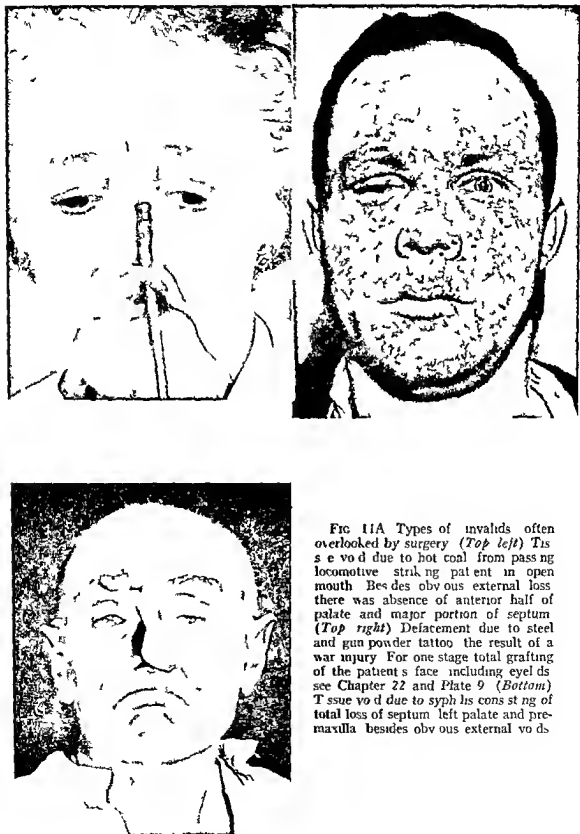 FIG 11A Types of invalids often
overlooked by surgery (Top left) Tis
s e vo d due to hot coal from pass ng
locomotive strik ng pat ent in open
mouth Bes des obv ous external loss
there was absence of anterior half of
palate and major portion of septum
(Top right) Defacement due to steel
and gun powder tattoo the result of a
war injury For one stage total grafting
of the patient s face including eyel ds
see Chapter 22 and Plate 9 (Bottom)
T ssue vo d due to syph lis cons st ng of
total loss of septum left palate and pre-
maxilla besides obv ous external vo ds